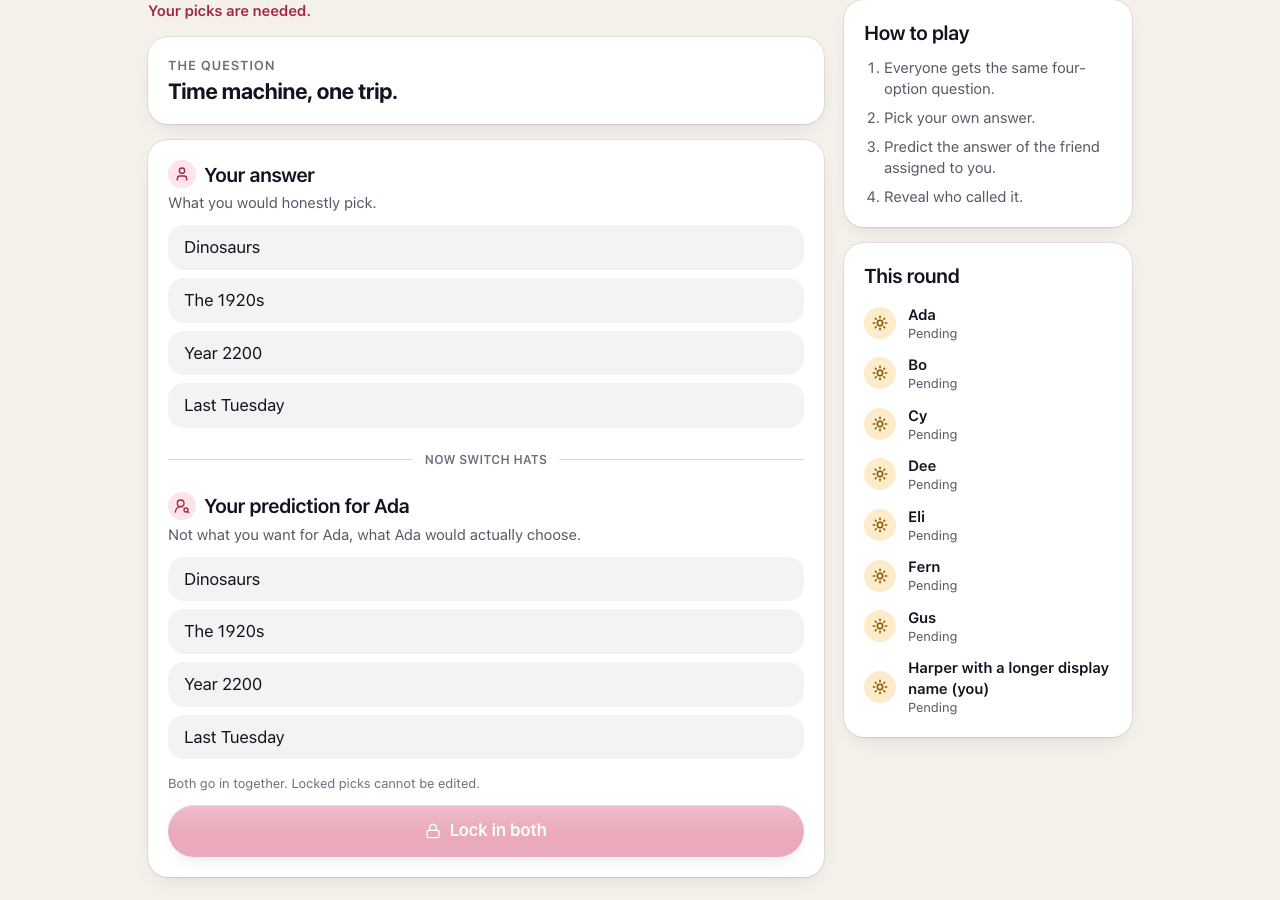 Your picks are needed.
THE QUESTION
Time machine, one trip.
Your answer
What you would honestly pick.
Dinosaurs
The 1920s
Year 2200
Last Tuesday
NOW SWITCH HATS
Your prediction for Ada
Not what you want for Ada, what Ada would actually choose.
Dinosaurs
The 1920s
Year 2200
Last Tuesday
Both go in together. Locked picks cannot be edited.
Lock in both
How to play
1. Everyone gets the same four-
option question.
2. Pick your own answer.
3. Predict the answer of the friend
assigned to you.
4. Reveal who called it.
This round
Ada
Pending
Bo
Pending
Cy
Pending
Dee
Pending
Eli
Pending
Fern
Pending
Gus
Pending
Harper with a longer display
name (you)
Pending